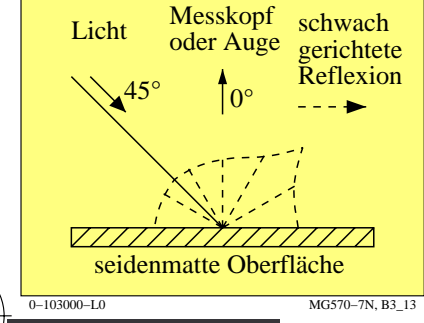 Licht
Messkopf
oder Auge
schwach
gerichtete
Reflexion
45°
0°
seidenmatte Oberfläche
0–103000–L0
MG570–7N, B3_13